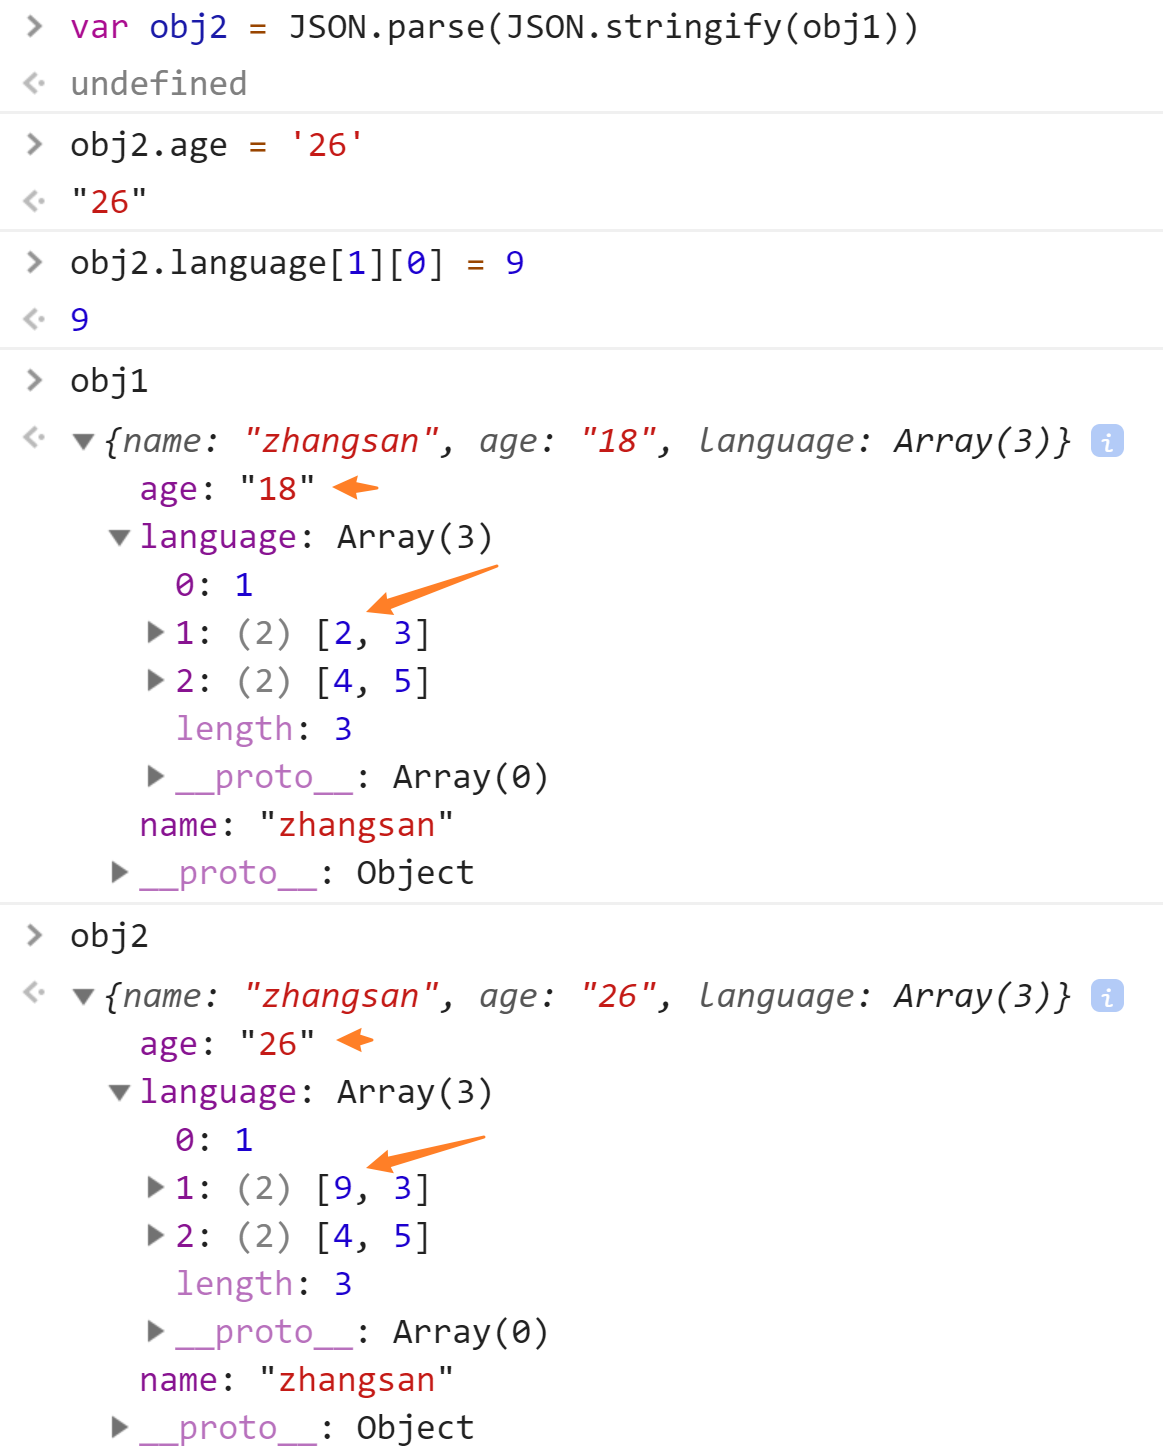 > var obj2 = JSON.parse(JSON.stringify(obj1))
undefined
> obj2.age = '26'
"26"
> obj2.language[1][0] = 9
9
> obj1
{name: "zhangsan", age: "18", language: Array(3)} i
age: "18"
language: Array(3)
0: 1
1: (2) [2, 3]
2: (2) [4, 5]
length: 3
__proto__: Array(0)
name: "zhangsan"
__proto__: Object
> obj2
{name: "zhangsan", age: "26", language: Array(3)} i
age: "26"
language: Array(3)
0: 1
1: (2) [9, 3]
2: (2) [4, 5]
length: 3
__proto__: Array(0)
name: "zhangsan"
__proto__: Object